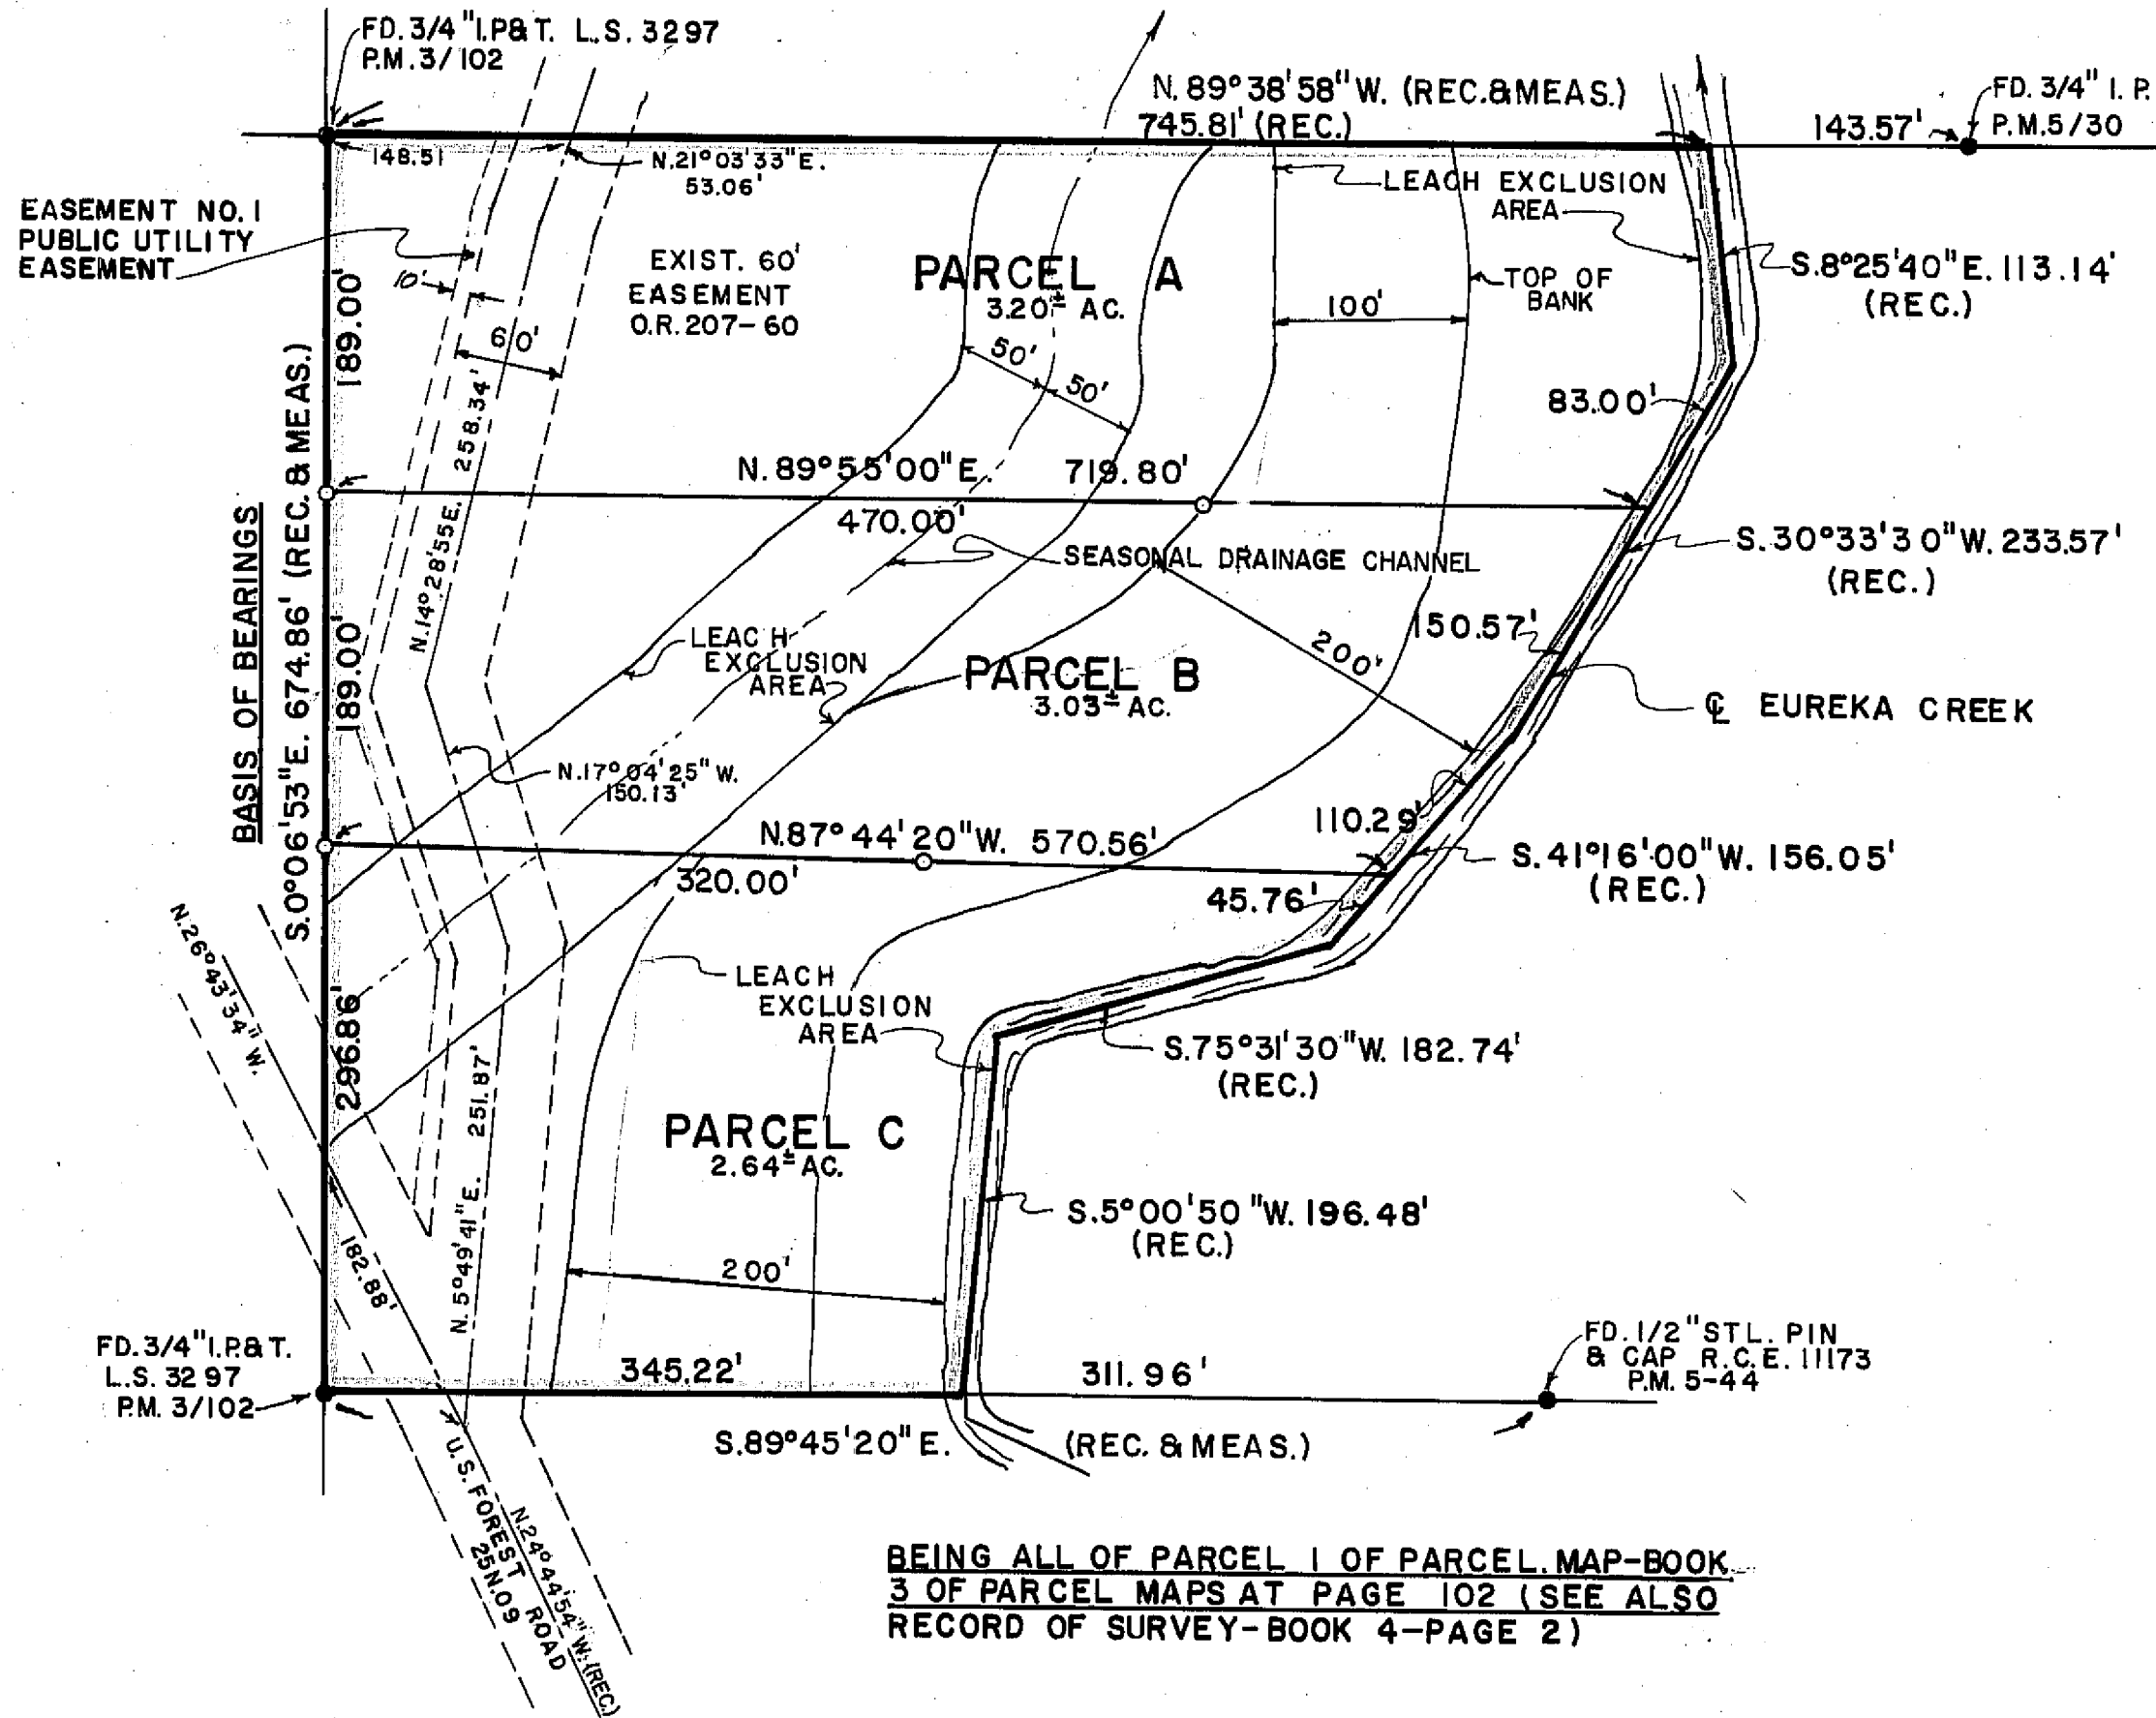 FD. 3/4" I.P.& T. L.S. 3297
P.M. 3/102
N. 89°38'58" W. (REC.& MEAS.)
745.81' (REC.)
143.57'
FD. 3/4" I. P.
P.M. 5/30
148.51
N.21°03'33"E.
53.06'
LEACH EXCLUSION
AREA
EASEMENT NO. 1
PUBLIC UTILITY
EASEMENT
10'
60'
EXIST. 60'
EASEMENT
O.R. 207-60
PARCEL A
3.20± AC.
TOP OF
BANK
100'
S.8°25'40" E. 113.14'
(REC.)
50'
50'
189.00'
258.34'
N.14°28'55E.
83.00'
N. 89°55'00" E. 719.80'
470.00'
BASIS OF BEARINGS
S.0°06'53"E. 674.86' (REC. & MEAS.)
SEASONAL DRAINAGE CHANNEL
S.30°33'30"W. 233.57'
(REC.)
150.57'
200'
189.00'
LEACH
EXCLUSION
AREA
PARCEL B
3.03± AC.
℄ EUREKA CREEK
N.17°04'25" W.
150.13'
110.29'
N.87°44'20"W. 570.56'
320.00'
S. 41°16'00"W. 156.05'
(REC.)
45.76'
N.26°43'34" W.
296.86'
LEACH
EXCLUSION
AREA
S.75°31'30"W. 182.74'
(REC.)
N.5°49'41"E. 251.87'
PARCEL C
2.64± AC.
S.5°00'50"W. 196.48'
(REC.)
182.88'
200'
FD. 3/4" I.P.& T.
L.S. 3297
P.M. 3/102
345.22'
311.96'
FD. 1/2" STL. PIN
& CAP R.C.E. 11173
P.M. 5-44
S.89°45'20" E. (REC. & MEAS.)
U.S. FOREST ROAD
25N.09
N.24°44'54"W.(REC.)
BEING ALL OF PARCEL 1 OF PARCEL. MAP-BOOK
3 OF PARCEL MAPS AT PAGE 102 (SEE ALSO
RECORD OF SURVEY-BOOK 4-PAGE 2)